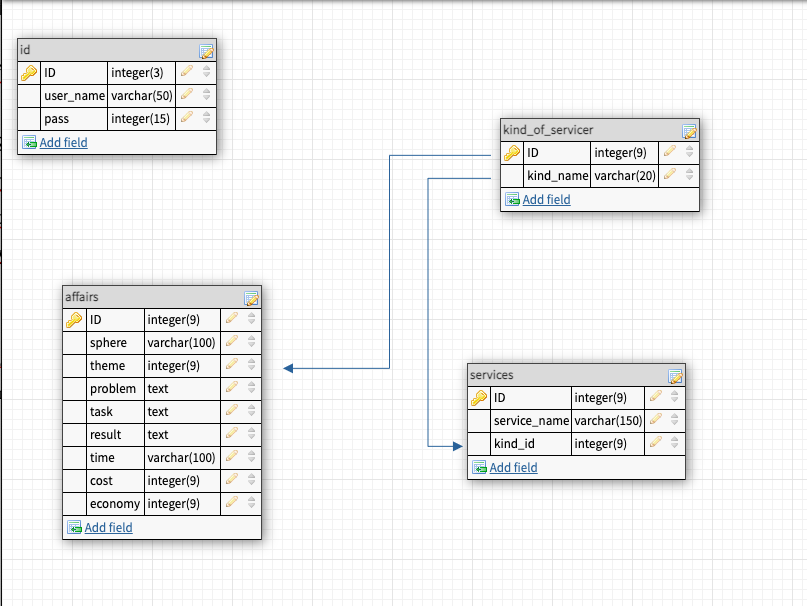 id
ID integer(3)
user_name varchar(50)
pass integer(15)
Add field
kind_of_servicer
ID integer(9)
kind_name varchar(20)
Add field
affairs
ID integer(9)
sphere varchar(100)
theme integer(9)
problem text
task text
result text
time varchar(100)
cost integer(9)
economy integer(9)
Add field
services
ID integer(9)
service_name varchar(150)
kind_id integer(9)
Add field